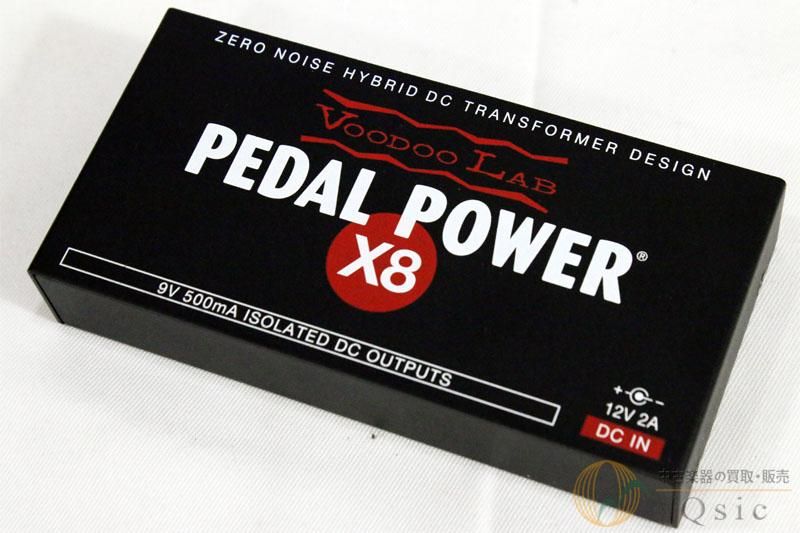 ZERO NOISE HYBRID DC TRANSFORMER DESIGN
VOODOO LAB
PEDAL POWER®
X8
9V 500mA ISOLATED DC OUTPUTS
+ -
12V 2A
DC IN
中古楽器の買取・販売
Qsic